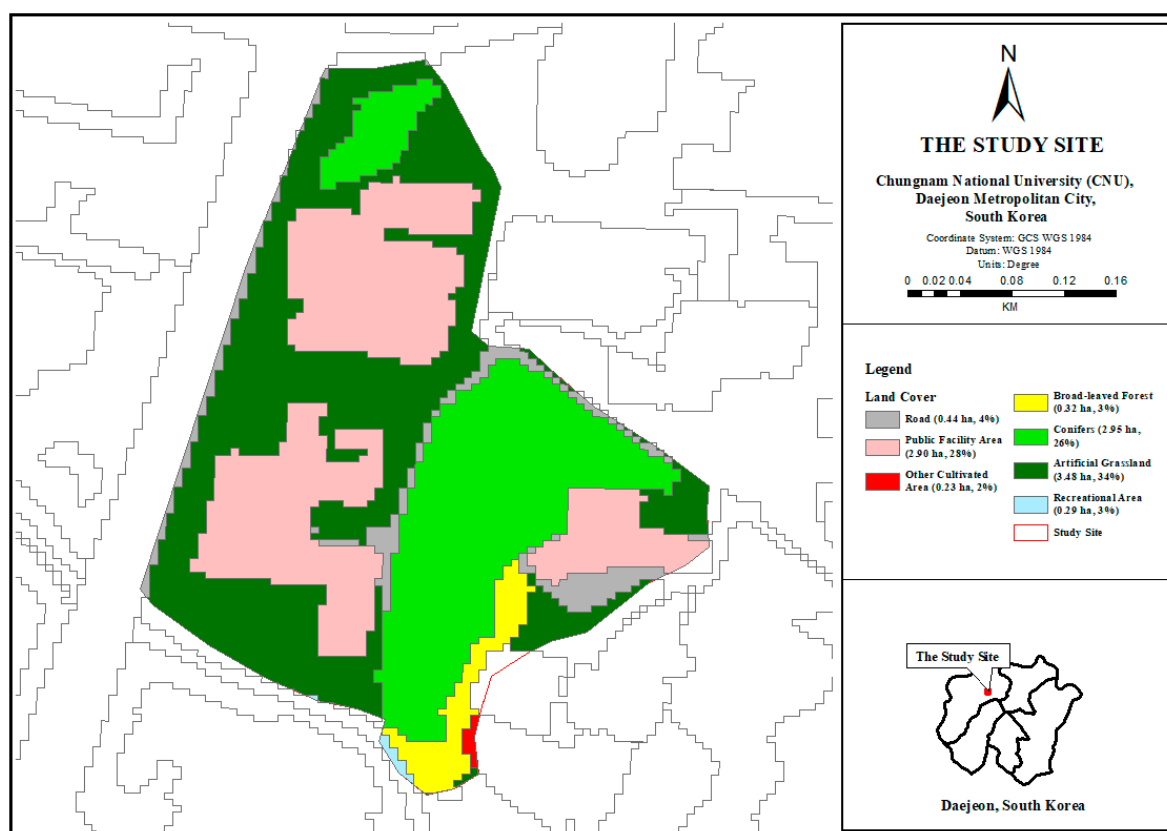 N
THE STUDY SITE
Chungnam National University (CNU),
Daejeon Metropolitan City,
South Korea
Coordinate System: GCS WGS 1984
Datum: WGS 1984
Units: Degree
0 0.02 0.04 0.08 0.12 0.16
KM
Legend
Land Cover
Road (0.44 ha, 4%)
Public Facility Area
(2.90 ha, 28%)
Other Cultivated
Area (0.23 ha, 2%)
Broad-leaved Forest
(0.32 ha, 3%)
Conifers (2.95 ha,
26%)
Artificial Grassland
(3.48 ha, 34%)
Recreational Area
(0.29 ha, 3%)
Study Site
The Study Site
Daejeon, South Korea